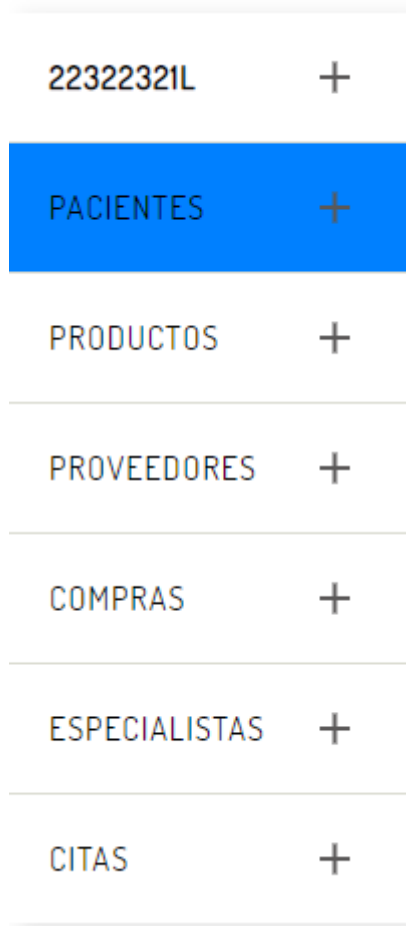 22322321L +
PACIENTES +
PRODUCTOS +
PROVEEDORES +
COMPRAS +
ESPECIALISTAS +
CITAS +